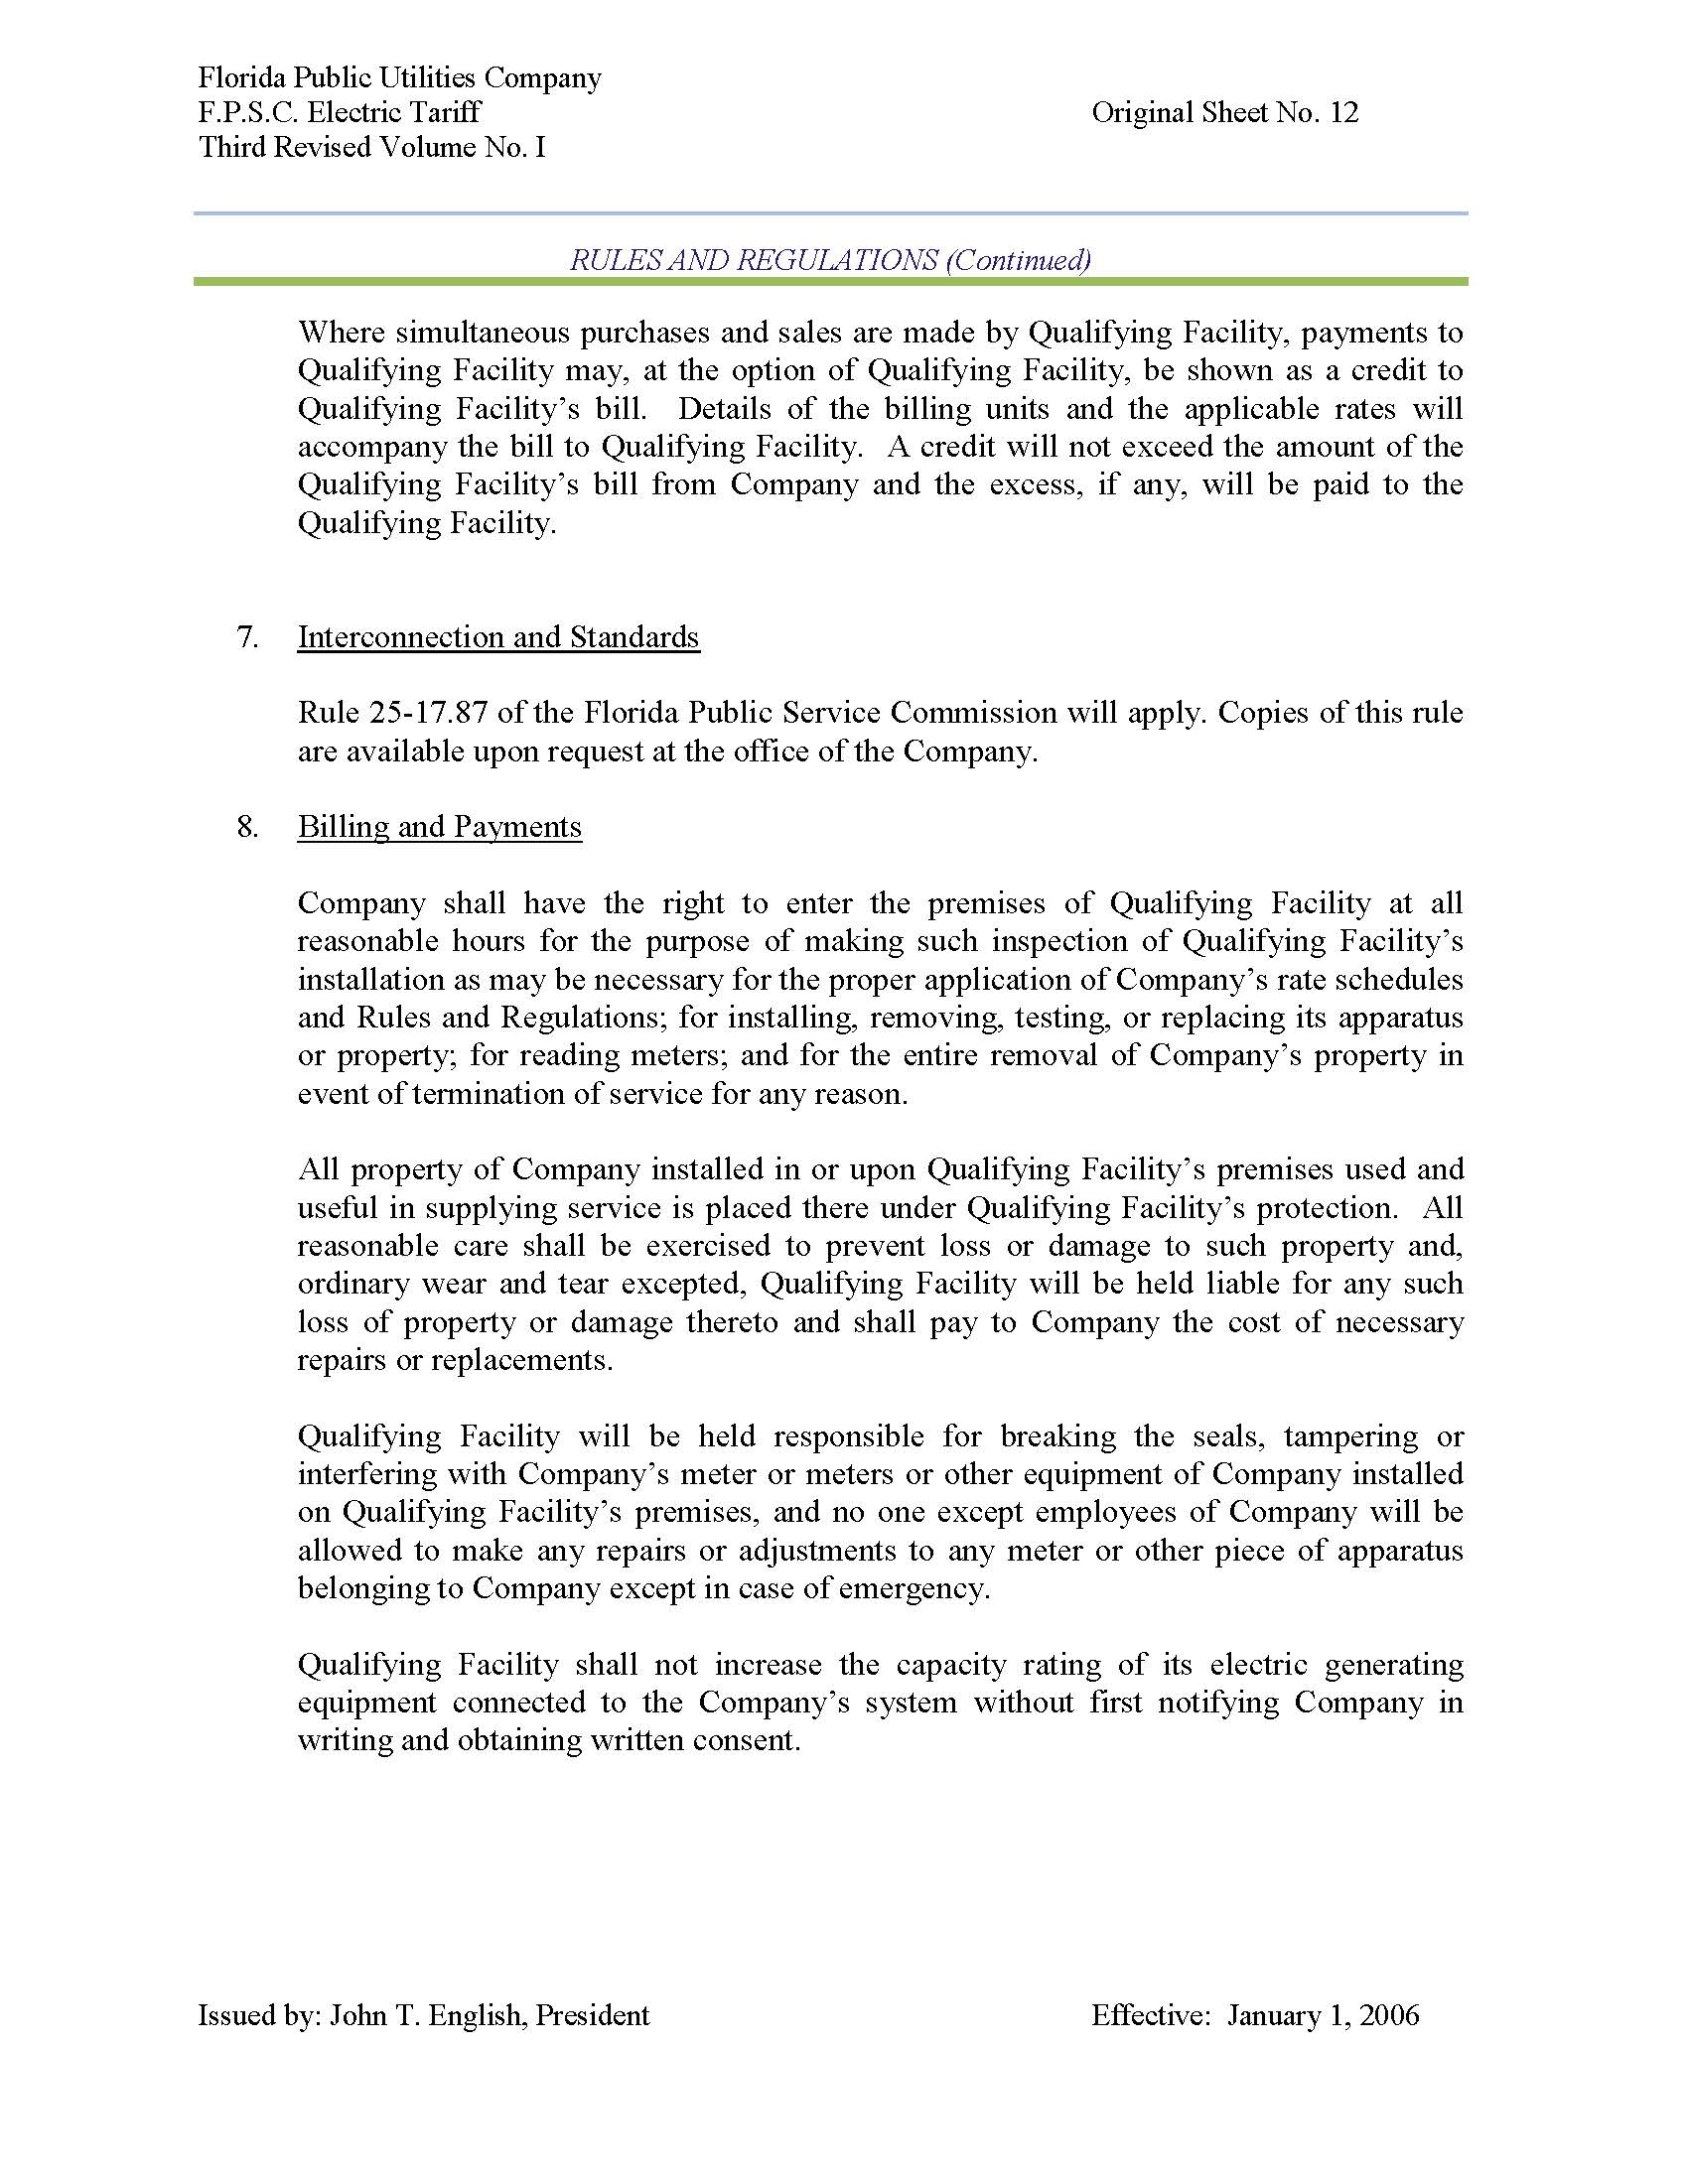 Florida Public Utilities Company
F.P.S.C. Electric Tariff
Original Sheet No. 12
Third Revised Volume No. I
RULES AND REGULATIONS (Continued)
Where simultaneous purchases and sales are made by Qualifying Facility, payments to
Qualifying Facility may, at the option of Qualifying Facility, be shown as a credit to
Qualifying Facility’s bill.  Details of the billing units and the applicable rates will
accompany the bill to Qualifying Facility.  A credit will not exceed the amount of the
Qualifying Facility’s bill from Company and the excess, if any, will be paid to the
Qualifying Facility.
7. Interconnection and Standards
Rule 25-17.87 of the Florida Public Service Commission will apply. Copies of this rule
are available upon request at the office of the Company.
8. Billing and Payments
Company shall have the right to enter the premises of Qualifying Facility at all
reasonable hours for the purpose of making such inspection of Qualifying Facility’s
installation as may be necessary for the proper application of Company’s rate schedules
and Rules and Regulations; for installing, removing, testing, or replacing its apparatus
or property; for reading meters; and for the entire removal of Company’s property in
event of termination of service for any reason.
All property of Company installed in or upon Qualifying Facility’s premises used and
useful in supplying service is placed there under Qualifying Facility’s protection.  All
reasonable care shall be exercised to prevent loss or damage to such property and,
ordinary wear and tear excepted, Qualifying Facility will be held liable for any such
loss of property or damage thereto and shall pay to Company the cost of necessary
repairs or replacements.
Qualifying Facility will be held responsible for breaking the seals, tampering or
interfering with Company’s meter or meters or other equipment of Company installed
on Qualifying Facility’s premises, and no one except employees of Company will be
allowed to make any repairs or adjustments to any meter or other piece of apparatus
belonging to Company except in case of emergency.
Qualifying Facility shall not increase the capacity rating of its electric generating
equipment connected to the Company’s system without first notifying Company in
writing and obtaining written consent.
Issued by: John T. English, President
Effective:  January 1, 2006